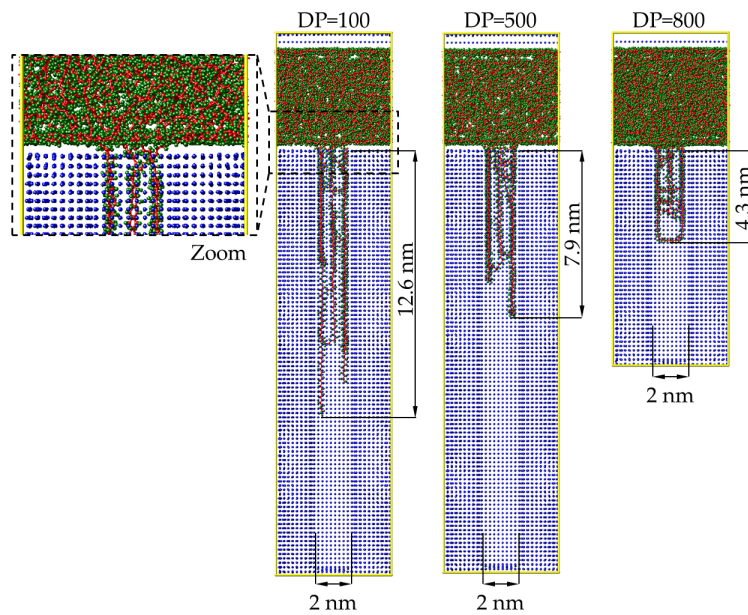 DP=100
DP=500
DP=800
Zoom
12.6 nm
7.9 nm
4.3 nm
2 nm
2 nm
2 nm